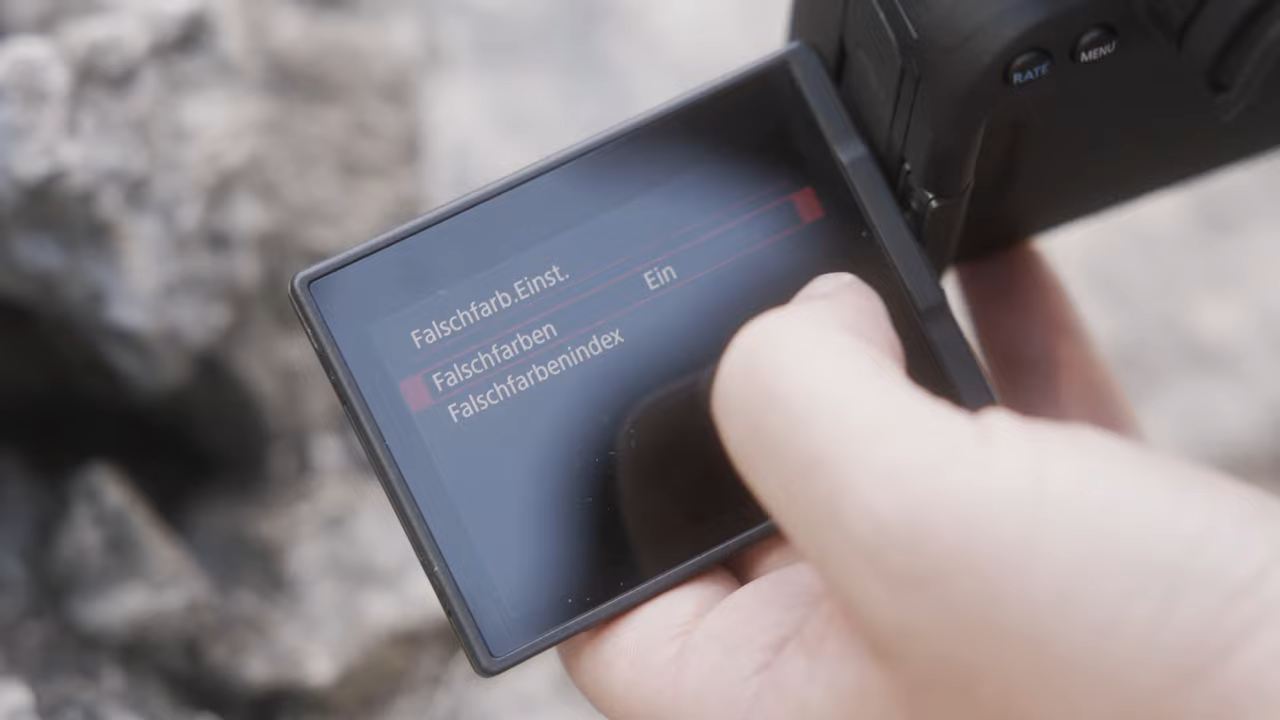 RATE MENU
Falschfarb.Einst.
Falschfarben Ein
Falschfarbenindex